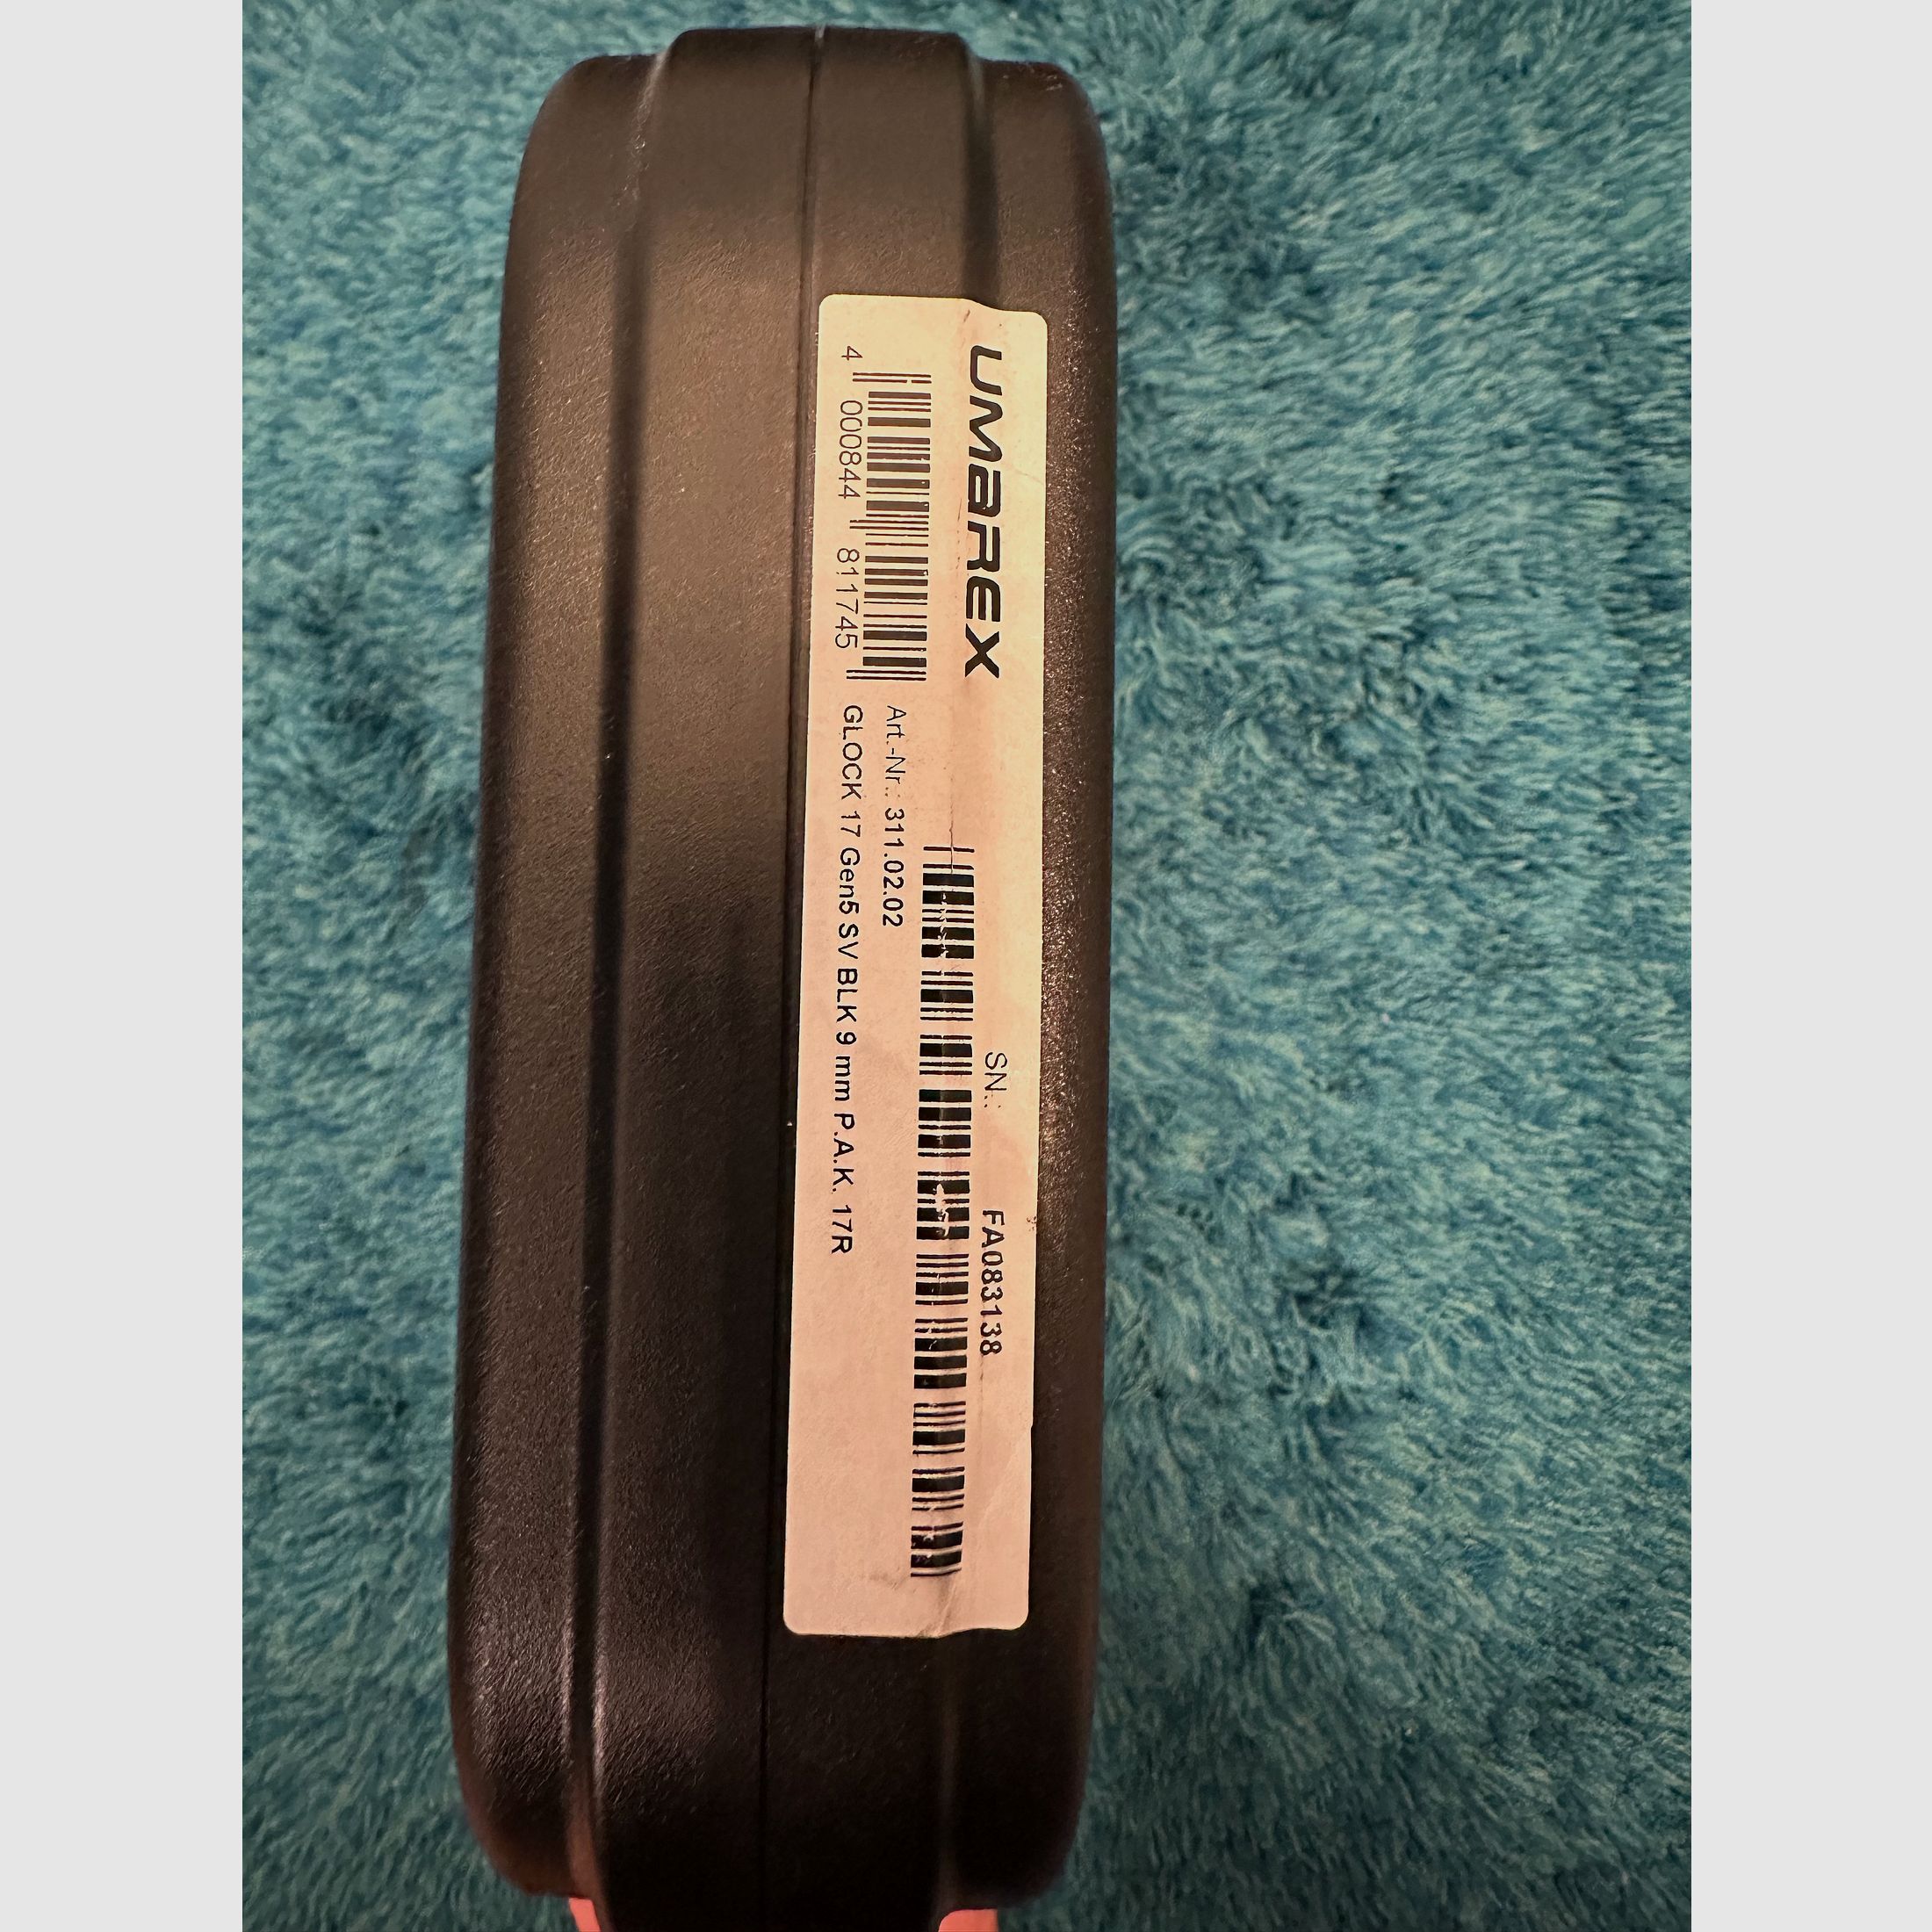 UMAREX
SN.: FA083138
4 000844 811745
Art.-Nr.: 311.02.02
GLOCK 17 Gen5 SV BLK 9 mm P.A.K. 17R